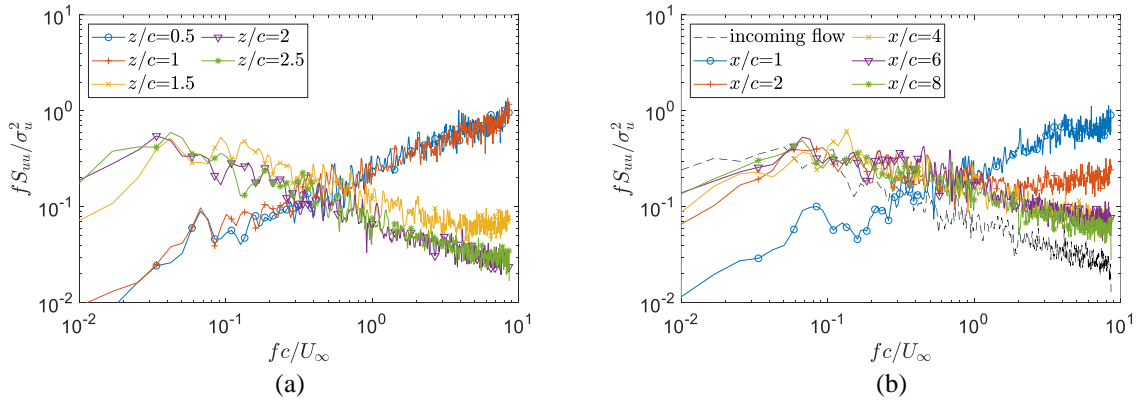 10^1
10^0
10^-1
10^-2
fS_uu/σ_u^2
z/c=0.5
z/c=1
z/c=1.5
z/c=2
z/c=2.5
10^-2 10^-1 10^0 10^1
fc/U_∞
(a)
10^1
10^0
10^-1
10^-2
fS_uu/σ_u^2
incoming flow
x/c=1
x/c=2
x/c=4
x/c=6
x/c=8
10^-2 10^-1 10^0 10^1
fc/U_∞
(b)